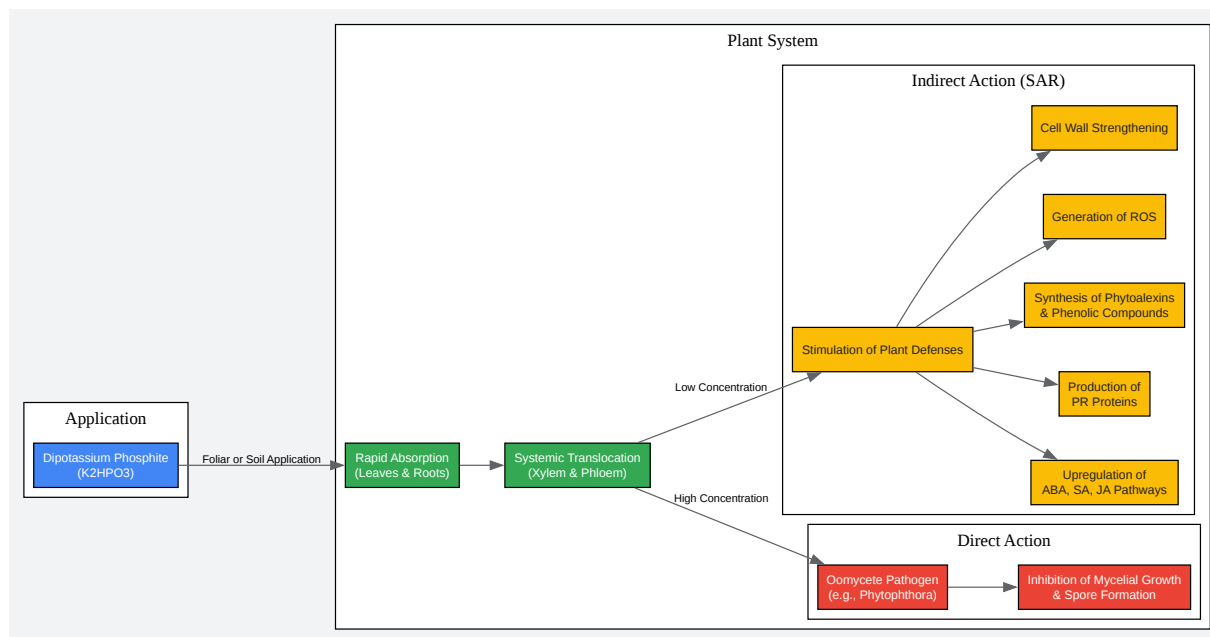 Plant System
Indirect Action (SAR)
Cell Wall Strengthening
Generation of ROS
Synthesis of Phytoalexins
& Phenolic Compounds
Stimulation of Plant Defenses
Production of
PR Proteins
Low Concentration
Application
Dipotassium Phosphite
(K2HPO3)
Foliar or Soil Application
Rapid Absorption
(Leaves & Roots)
Systemic Translocation
(Xylem & Phloem)
Upregulation of
ABA, SA, JA Pathways
High Concentration
Direct Action
Oomycete Pathogen
(e.g., Phytophthora)
Inhibition of Mycelial Growth
& Spore Formation